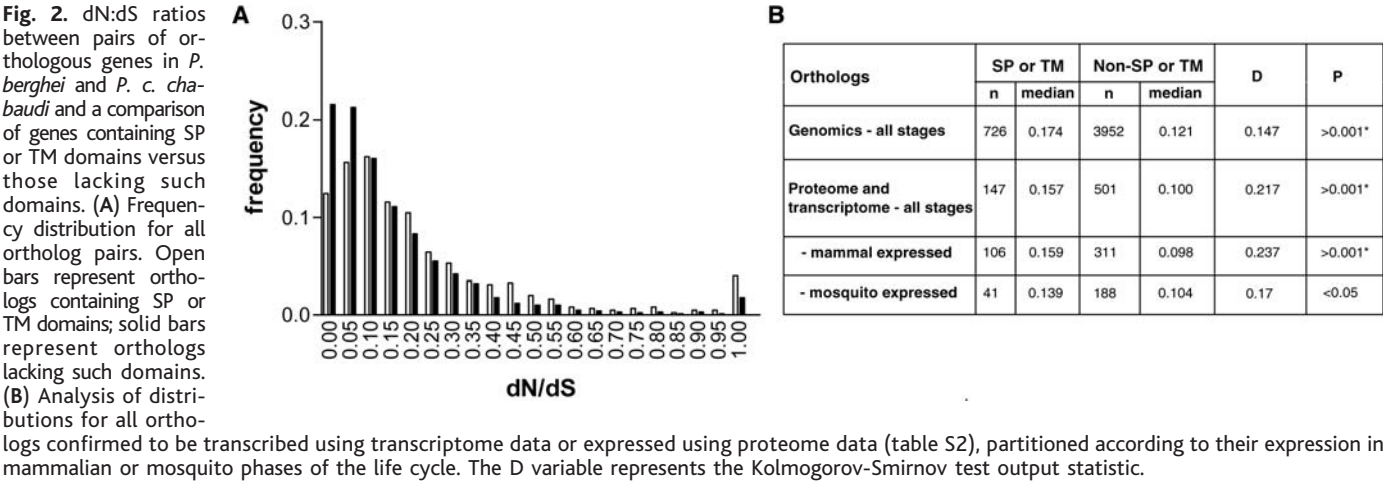 Fig. 2. dN:dS ratios
between pairs of or-
thologous genes in P.
berghei and P. c. cha-
baudi and a comparison
of genes containing SP
or TM domains versus
those lacking such
domains. (A) Frequen-
cy distribution for all
ortholog pairs. Open
bars represent ortho-
logs containing SP or
TM domains; solid bars
represent orthologs
lacking such domains.
(B) Analysis of distri-
butions for all ortho-
logs confirmed to be transcribed using transcriptome data or expressed using proteome data (table S2), partitioned according to their expression in
mammalian or mosquito phases of the life cycle. The D variable represents the Kolmogorov-Smirnov test output statistic.
A
0.3
0.2
0.1
0.0
frequency
0.00 0.05 0.10 0.15 0.20 0.25 0.30 0.35 0.40 0.45 0.50 0.55 0.60 0.65 0.70 0.75 0.80 0.85 0.90 0.95 1.00
dN/dS
B
Orthologs SP or TM Non-SP or TM D P
n median n median
Genomics - all stages 726 0.174 3952 0.121 0.147 >0.001*
Proteome and
transcriptome - all stages 147 0.157 501 0.100 0.217 >0.001*
- mammal expressed 106 0.159 311 0.098 0.237 >0.001*
- mosquito expressed 41 0.139 188 0.104 0.17 <0.05